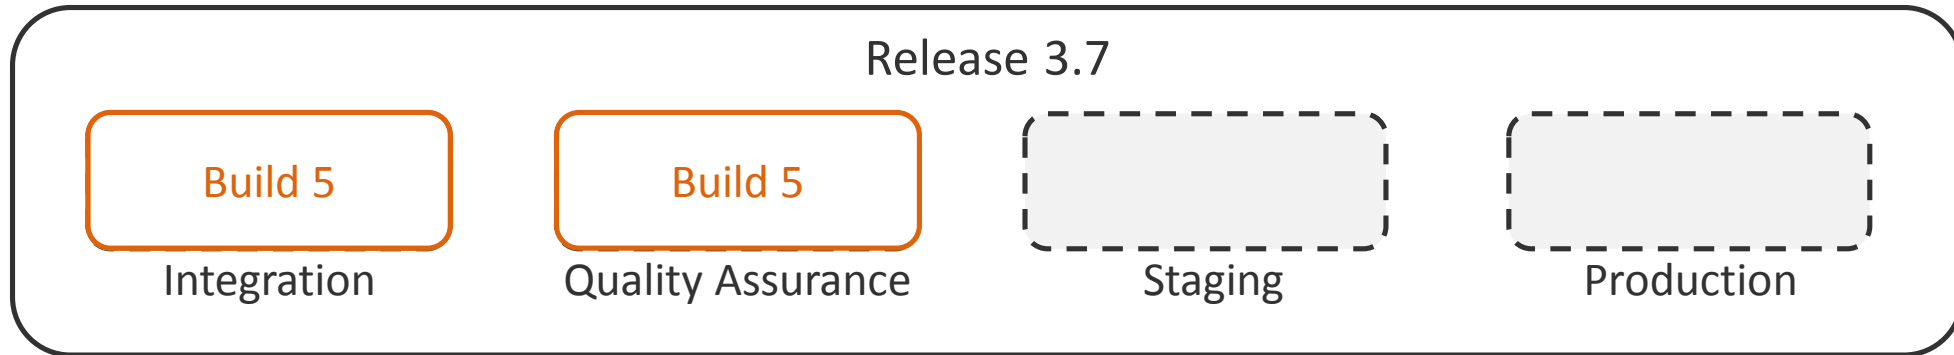 Release 3.7
Build 5
Build 5
Integration
Quality Assurance
Staging
Production